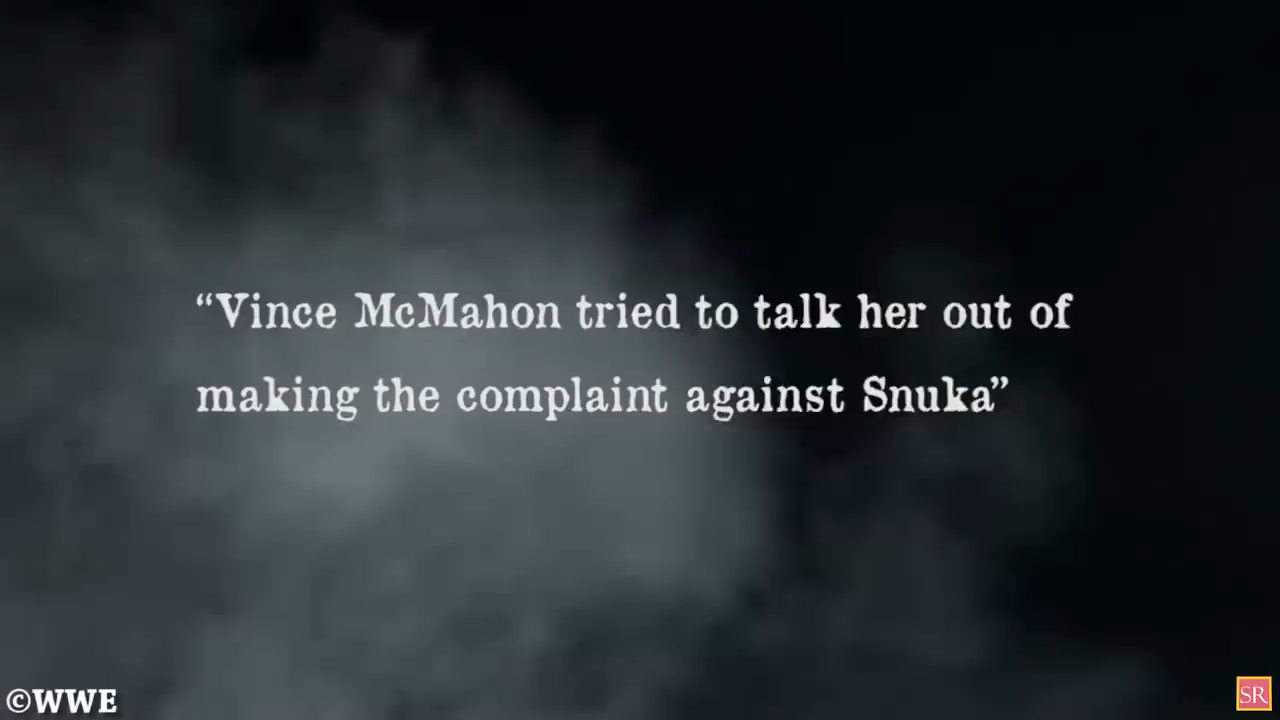 “Vince McMahon tried to talk her out of
making the complaint against Snuka”
©WWE
SR